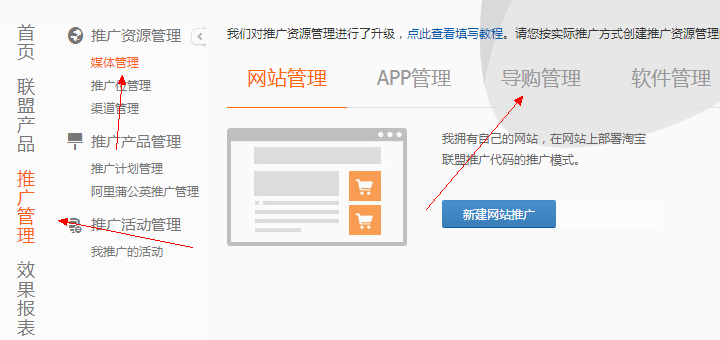 首页
联盟产品
推广管理
效果报表
推广资源管理
媒体管理
推广位管理
渠道管理
推广产品管理
推广计划管理
阿里蒲公英推广管理
推广活动管理
我推广的活动
我们对推广资源管理进行了升级，点此查看填写教程。请您按实际推广方式创建推广资源管理
网站管理 APP管理 导购管理 软件管理
我拥有自己的网站，在网站上部署淘宝
联盟推广代码的推广模式。
新建网站推广